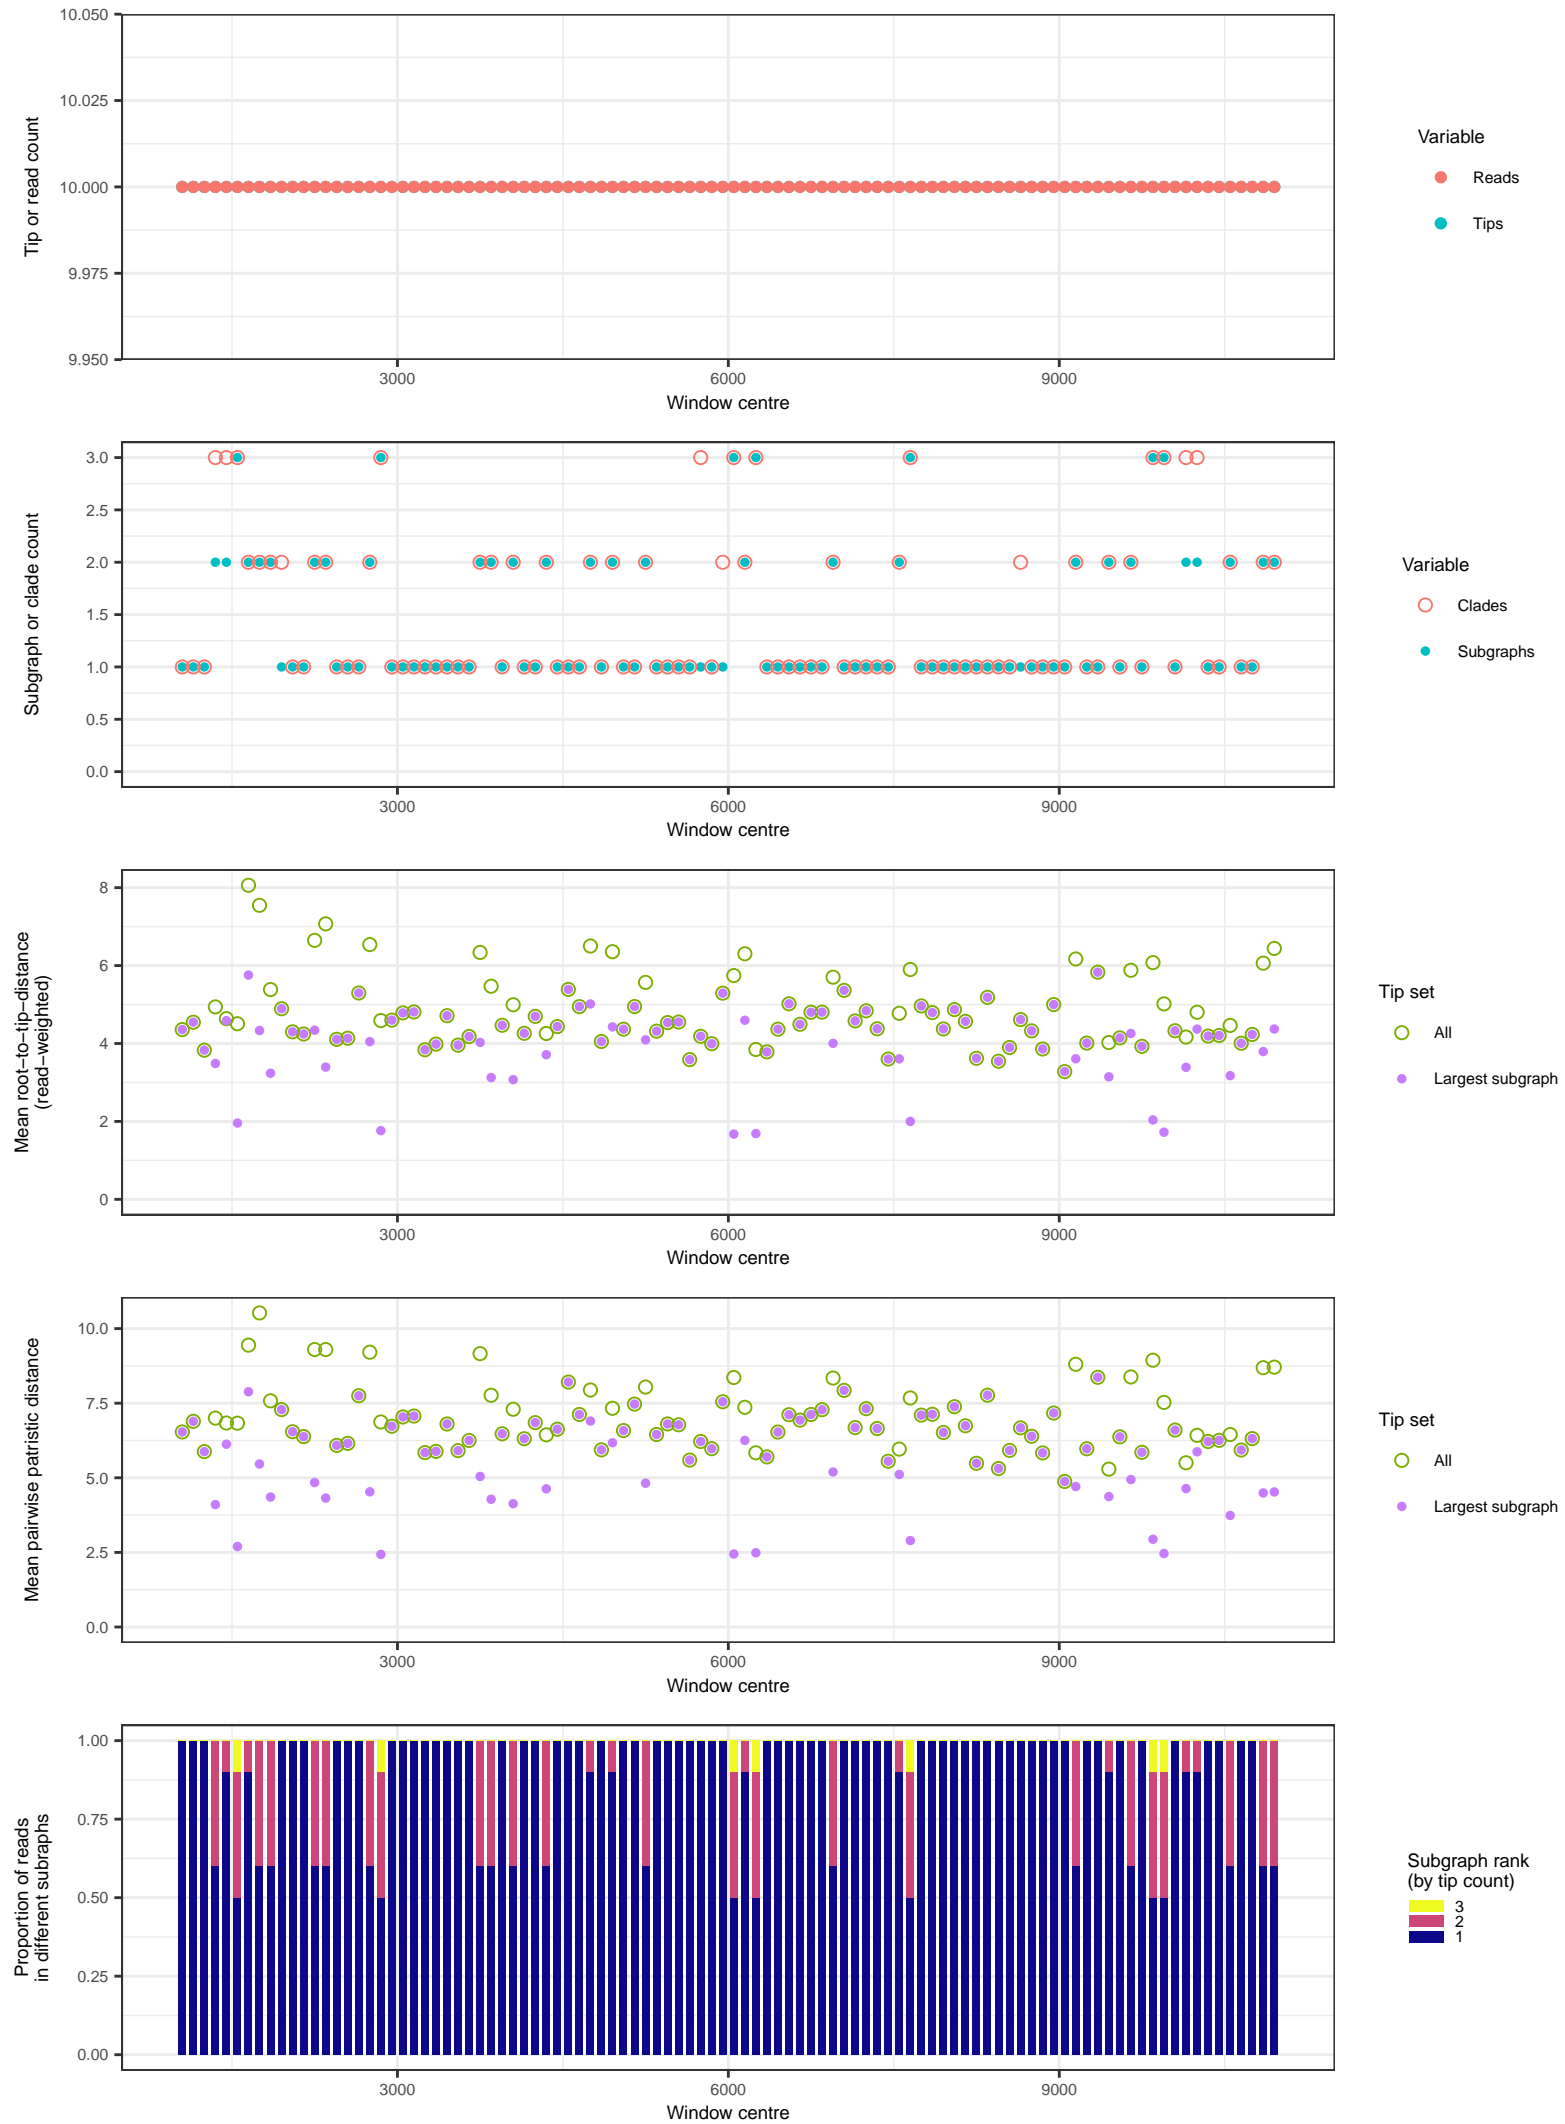 10.050
10.025
10.000
9.975
9.950
Tip or read count
3000
6000
9000
Window centre
Variable
Reads
Tips
3.0
2.5
2.0
1.5
1.0
0.5
0.0
Subgraph or clade count
3000
6000
9000
Window centre
Variable
Clades
Subgraphs
8
6
4
2
0
Mean root−to−tip−distance
(read−weighted)
3000
6000
9000
Window centre
Tip set
All
Largest subgraph
10.0
7.5
5.0
2.5
0.0
Mean pairwise patristic distance
3000
6000
9000
Window centre
Tip set
All
Largest subgraph
1.00
0.75
0.50
0.25
0.00
Proportion of reads
in different subraphs
3000
6000
9000
Window centre
Subgraph rank
(by tip count)
3
2
1